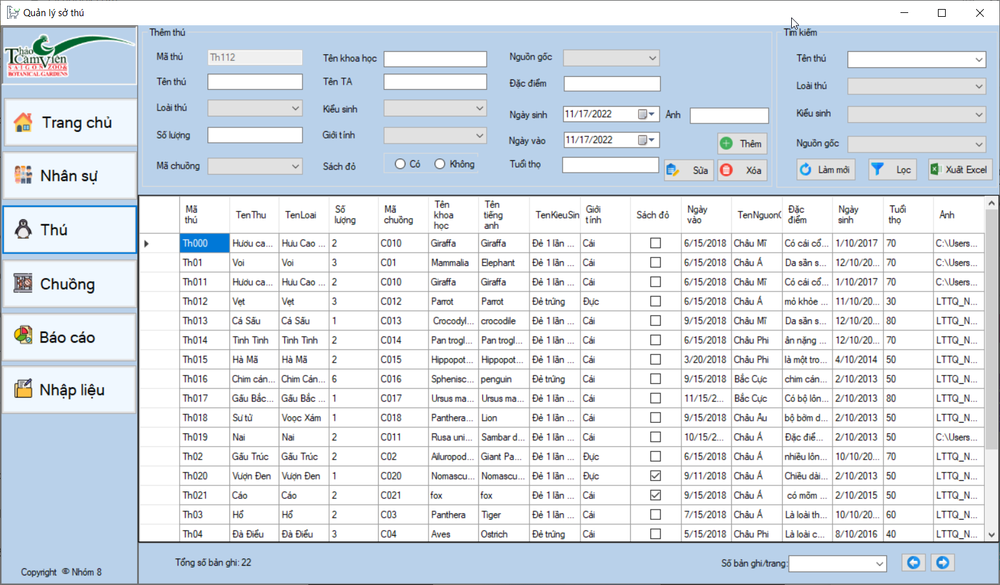 Quản lý sở thú
Thảo
Cầm Viên
SAIGON ZOO&
BOTANICAL GARDENS
Trang chủ
Nhân sự
Thú
Chuồng
Báo cáo
Nhập liệu
Copyright © Nhóm 8
Thêm thú
Mã thú Th112
Tên thú
Loài thú
Số lượng
Mã chuồng
Tên khoa học
Tên TA
Kiểu sinh
Giới tính
Sách đỏ Có Không
Nguồn gốc
Đặc điểm
Ngày sinh 11/17/2022 Ảnh
Ngày vào 11/17/2022
Tuổi thọ
Thêm
Sửa Xóa
Tìm kiếm
Tên thú
Loài thú
Kiểu sinh
Nguồn gốc
Làm mới Lọc Xuất Excel
Mã thú TenThu TenLoai Số lượng Mã chuồng Tên khoa học Tên tiếng anh TenKieuSin Giới tính Sách đỏ Ngày vào TenNguon Đặc điểm Ngày sinh Tuổi thọ Ảnh
Th000 Hươu ca... Hưu Cao ... 2 C010 Giraffa Giraffa Đẻ 1 lần ... Cái 6/15/2018 Châu Mĩ Có cái cổ... 1/10/2017 70 C:\Users...
Th01 Voi Voi 3 C01 Mammalia Elephant Đẻ 1 lần ... Cái 6/15/2018 Châu Á Da sần s... 12/10/20... 70 C:\Users...
Th011 Hươu ca... Hưu Cao ... 2 C010 Giraffa Giraffa Đẻ 1 lần ... Cái 6/15/2018 Châu Mĩ Có cái cổ... 1/10/2017 70 C:\Users...
Th012 Vẹt Vẹt 3 C012 Parrot Parrot Đẻ trứng Đực 6/15/2018 Châu Á mỏ khỏe ... 11/10/20... 30 LTTQ_N...
Th013 Cá Sấu Cá Sấu 1 C013 Crocodyl... crocodile Đẻ 1 lần ... Cái 9/15/2018 Châu Mĩ Da sần s... 12/10/20... 80 LTTQ_N...
Th014 Tinh Tinh Tinh Tinh 2 C014 Pan trogl... Pan trogl... Đẻ 1 lần ... Cái 6/15/2018 Châu Phi ân nặng ... 12/10/20... 70 LTTQ_N...
Th015 Hà Mã Hà Mã 2 C015 Hippopot... Hippopot... Đẻ 1 lần ... Cái 3/20/2018 Châu Phi là một tro... 4/10/2014 50 LTTQ_N...
Th016 Chim cán... Chim Cán... 6 C016 Sphenisc... penguin Đẻ trứng Cái 9/15/2018 Bắc Cực chim cán... 2/10/2013 50 LTTQ_N...
Th017 Gấu Bắc... Gấu Bắc ... 1 C017 Ursus ma... Ursus ma... Đẻ 1 lần ... Cái 11/15/2... Bắc Cực Có bộ lôn... 2/10/2013 80 LTTQ_N...
Th018 Sư tử Voọc Xám 1 C018 Panthera... Lion Đẻ 1 lần ... Cái 9/15/2018 Châu Âu bộ bờm d... 2/10/2013 50 LTTQ_N...
Th019 Nai Nai 2 C011 Rusa uni... Sambar d... Đẻ 1 lần ... Cái 10/15/2... Châu Á Đặc điể... 2/10/2013 50 C:\Users...
Th02 Gấu Trúc Gấu Trúc 2 C02 Ailuropod... Giant Pa... Đẻ 1 lần ... Đực 6/15/2018 Châu Á nhiều lôn... 10/10/20... 70 LTTQ_N...
Th020 Vượn Đen Vượn Đen 1 C020 Nomascu... Nomascu... Đẻ 1 lần ... Đực 9/11/2018 Châu Á Chiều dài... 2/10/2013 50 LTTQ_N...
Th021 Cáo Cáo 2 C021 fox fox Đẻ 1 lần ... Cái 9/15/2018 Châu Á có mõm ... 2/10/2015 50 LTTQ_N...
Th03 Hổ Hổ 2 C03 Panthera Tiger Đẻ 1 lần ... Cái 7/15/2018 Châu Á Là loài th... 10/10/20... 60 LTTQ_N...
Th04 Đà Điểu Đà Điểu 3 C04 Aves Ostrich Đẻ trứng Cái 5/15/2018 Châu Phi Là loài c... 8/10/2016 40 LTTQ_N...
Tổng số bản ghi: 22 Số bản ghi/trang: